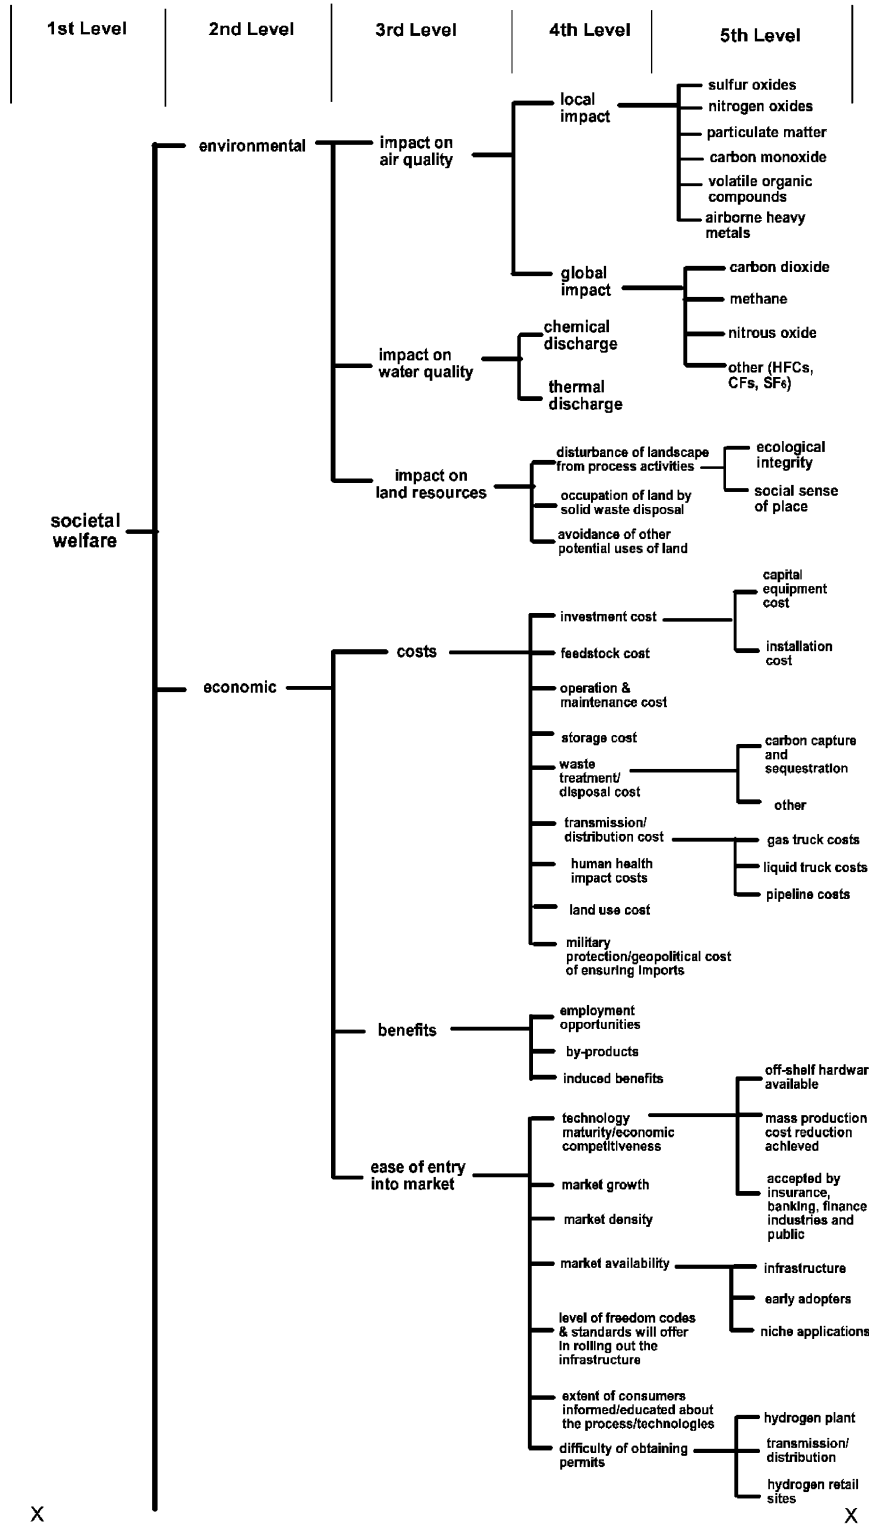 1st Level
2nd Level
3rd Level
4th Level
5th Level
societal
welfare
environmental
impact on
air quality
local
impact
sulfur oxides
nitrogen oxides
particulate matter
carbon monoxide
volatile organic
compounds
airborne heavy
metals
global
impact
carbon dioxide
methane
nitrous oxide
other (HFCs,
CFs, SF6)
impact on
water quality
chemical
discharge
thermal
discharge
impact on
land resources
disturbance of landscape
from process activities
ecological
integrity
social sense
of place
occupation of land by
solid waste disposal
avoidance of other
potential uses of land
economic
costs
investment cost
capital
equipment
cost
installation
cost
feedstock cost
operation &
maintenance cost
storage cost
waste
treatment/
disposal cost
carbon capture
and
sequestration
other
transmission/
distribution cost
gas truck costs
liquid truck costs
pipeline costs
human health
impact costs
land use cost
military
protection/geopolitical cost
of ensuring imports
benefits
employment
opportunities
by-products
induced benefits
ease of entry
into market
technology
maturity/economic
competitiveness
off-shelf hardwar
available
mass production
cost reduction
achieved
accepted by
insurance,
banking, finance
industries and
public
market growth
market density
market availability
infrastructure
early adopters
niche applications
level of freedom codes
& standards will offer
in rolling out the
infrastructure
extent of consumers
informed/educated about
the process/technologies
difficulty of obtaining
permits
hydrogen plant
transmission/
distribution
hydrogen retail
sites
X
X